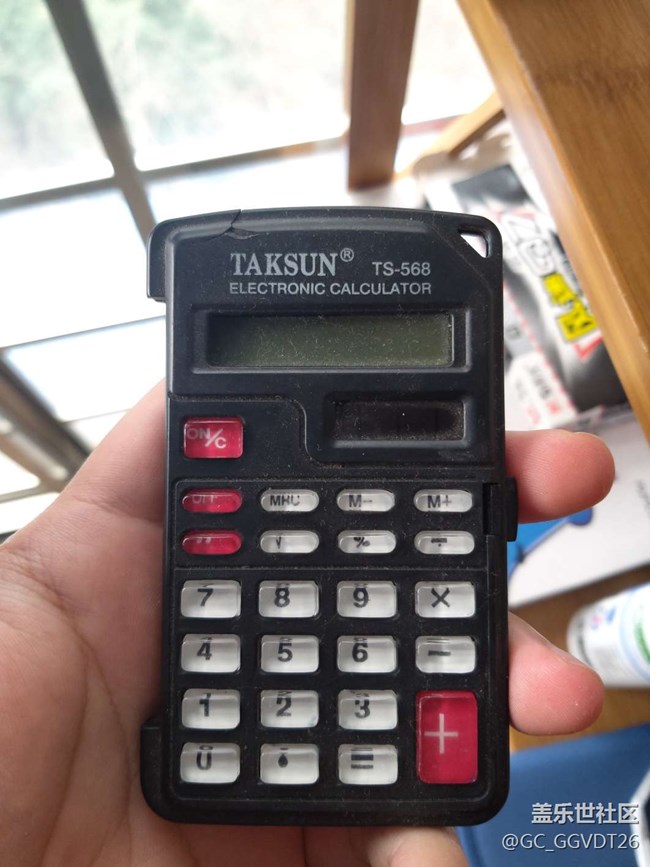 TAKSUN® TS-568
ELECTRONIC CALCULATOR
ON/C
OFF MRC M- M+
√ % ÷
7 8 9 ×
4 5 6 −
1 2 3 +
0 . =
盖乐世社区
@GC_GGVDT26